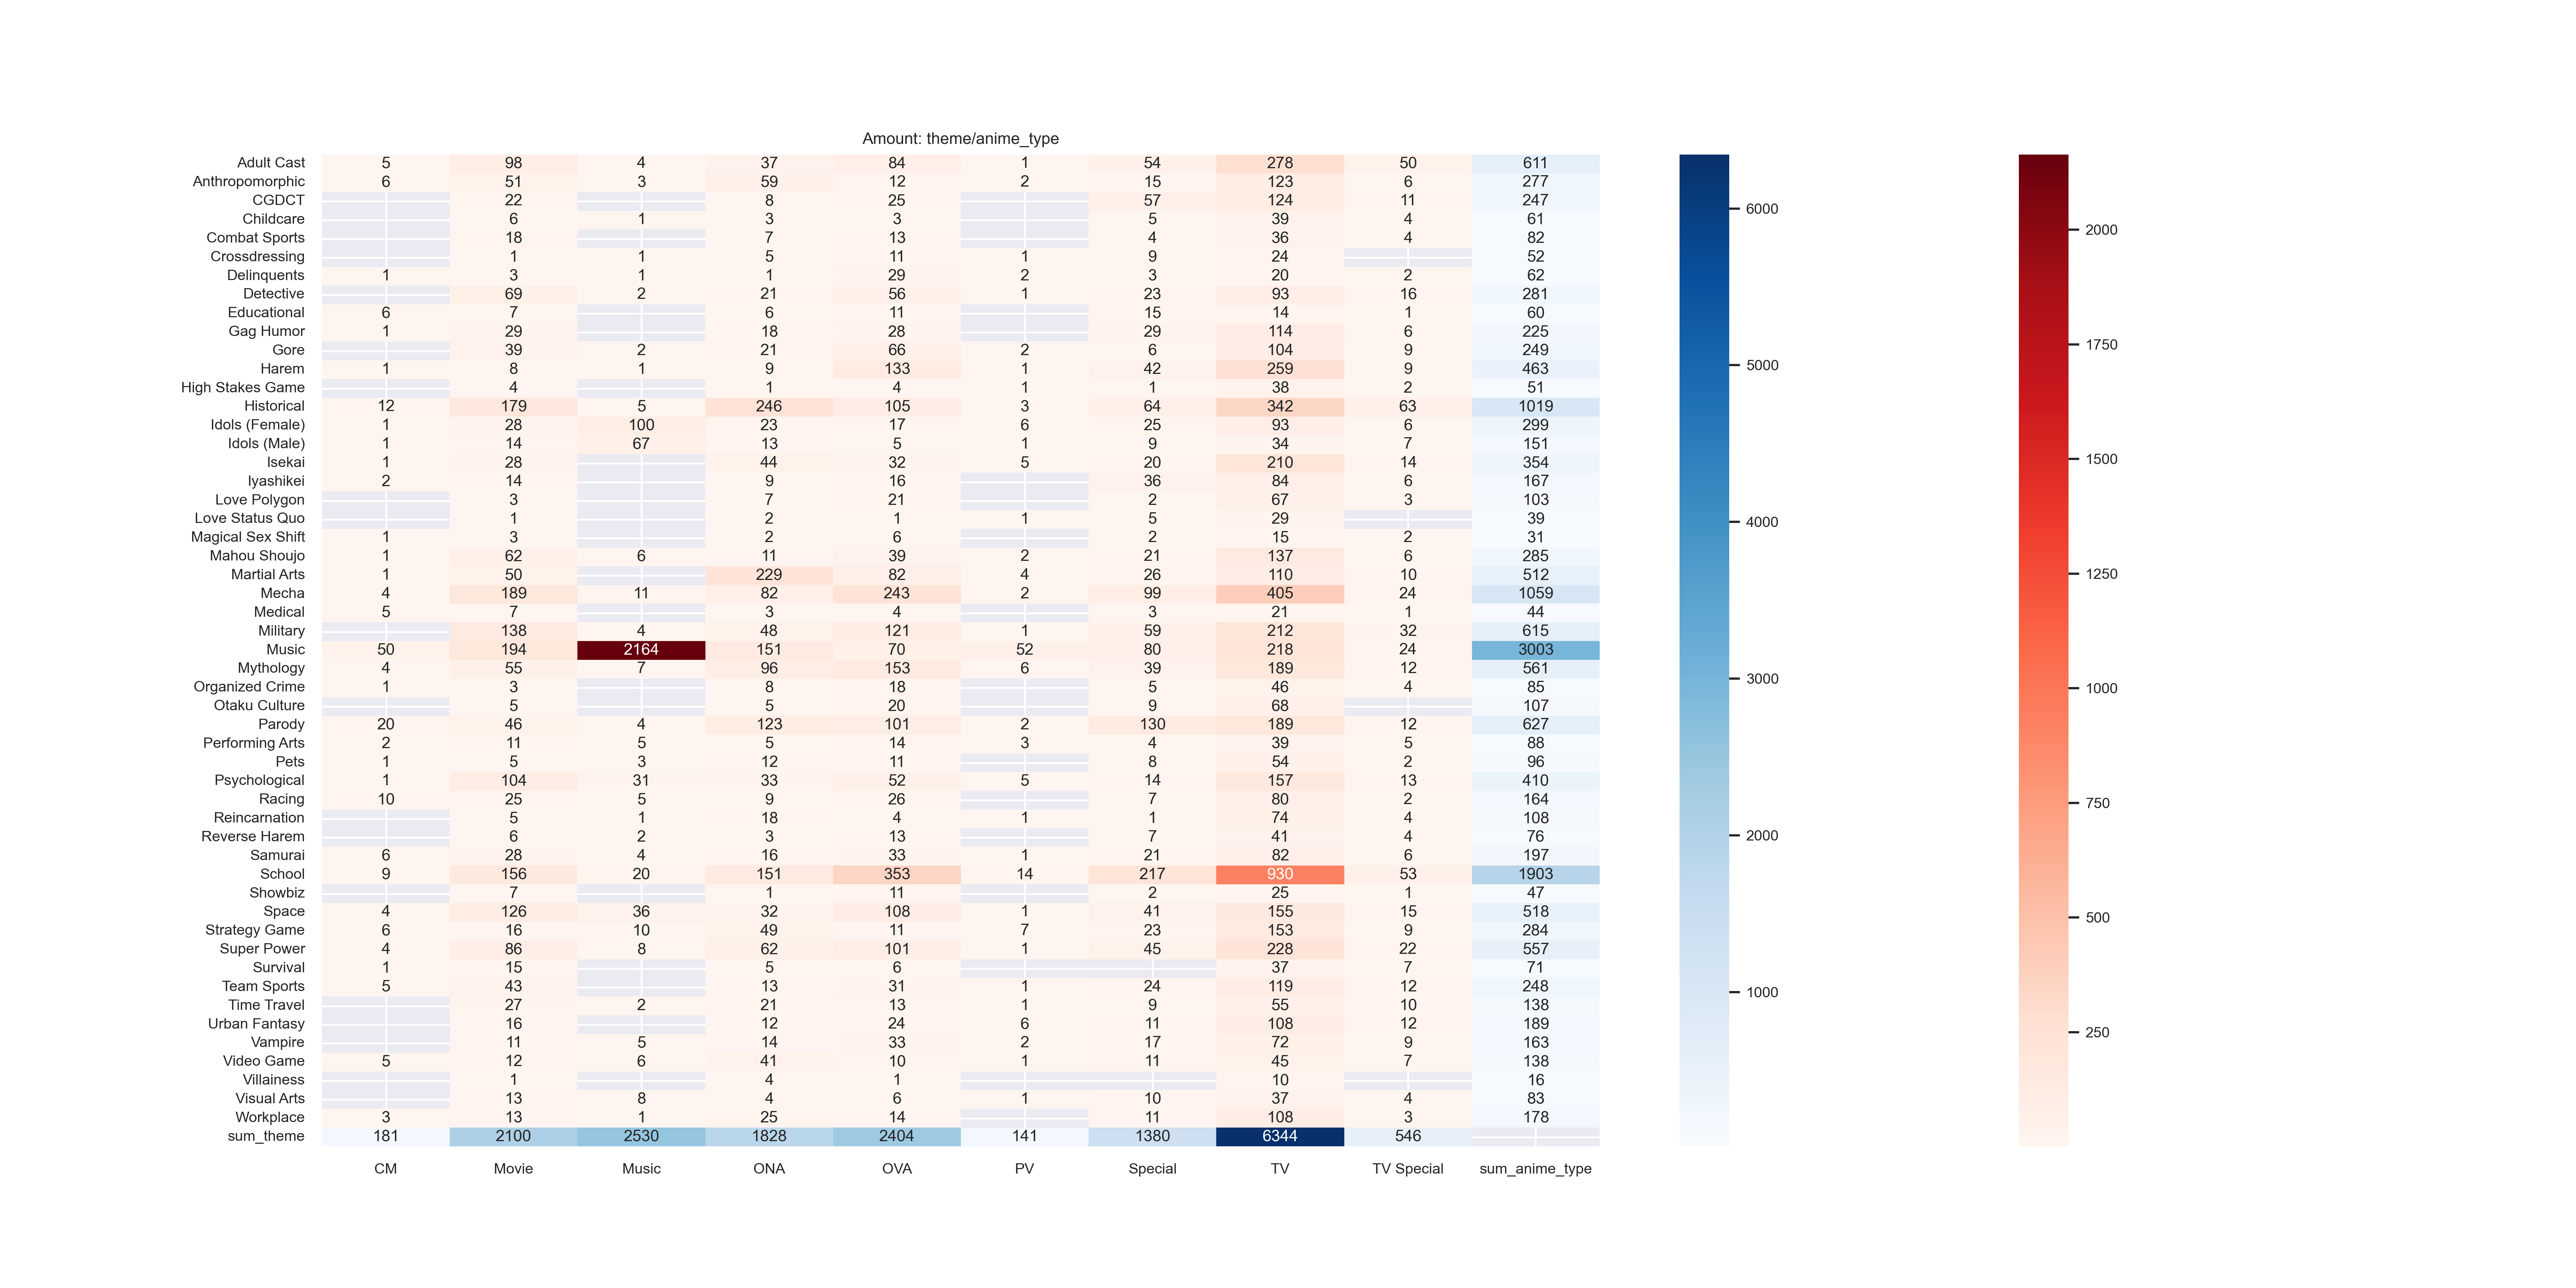 Amount: theme/anime_type
Adult Cast 5 98 4 37 84 1 54 278 50 611
Anthropomorphic 6 51 3 59 12 2 15 123 6 277
CGDCT 22 8 25 57 124 11 247
Childcare 6 1 3 3 5 39 4 61
Combat Sports 18 7 13 4 36 4 82
Crossdressing 1 1 5 11 1 9 24 52
Delinquents 1 3 1 1 29 2 3 20 2 62
Detective 69 2 21 56 1 23 93 16 281
Educational 6 7 6 11 15 14 1 60
Gag Humor 1 29 18 28 29 114 6 225
Gore 39 2 21 66 2 6 104 9 249
Harem 1 8 1 9 133 1 42 259 9 463
High Stakes Game 4 1 4 1 1 38 2 51
Historical 12 179 5 246 105 3 64 342 63 1019
Idols (Female) 1 28 100 23 17 6 25 93 6 299
Idols (Male) 1 14 67 13 5 1 9 34 7 151
Isekai 1 28 44 32 5 20 210 14 354
Iyashikei 2 14 9 16 36 84 6 167
Love Polygon 3 7 21 2 67 3 103
Love Status Quo 1 2 1 1 5 29 39
Magical Sex Shift 1 3 2 6 2 15 2 31
Mahou Shoujo 1 62 6 11 39 2 21 137 6 285
Martial Arts 1 50 229 82 4 26 110 10 512
Mecha 4 189 11 82 243 2 99 405 24 1059
Medical 5 7 3 4 3 21 1 44
Military 138 4 48 121 1 59 212 32 615
Music 50 194 2164 151 70 52 80 218 24 3003
Mythology 4 55 7 96 153 6 39 189 12 561
Organized Crime 1 3 8 18 5 46 4 85
Otaku Culture 5 5 20 9 68 107
Parody 20 46 4 123 101 2 130 189 12 627
Performing Arts 2 11 5 5 14 3 4 39 5 88
Pets 1 5 3 12 11 8 54 2 96
Psychological 1 104 31 33 52 5 14 157 13 410
Racing 10 25 5 9 26 7 80 2 164
Reincarnation 5 1 18 4 1 1 74 4 108
Reverse Harem 6 2 3 13 7 41 4 76
Samurai 6 28 4 16 33 1 21 82 6 197
School 9 156 20 151 353 14 217 930 53 1903
Showbiz 7 1 11 2 25 1 47
Space 4 126 36 32 108 1 41 155 15 518
Strategy Game 6 16 10 49 11 7 23 153 9 284
Super Power 4 86 8 62 101 1 45 228 22 557
Survival 1 15 5 6 37 7 71
Team Sports 5 43 13 31 1 24 119 12 248
Time Travel 27 2 21 13 1 9 55 10 138
Urban Fantasy 16 12 24 6 11 108 12 189
Vampire 11 5 14 33 2 17 72 9 163
Video Game 5 12 6 41 10 1 11 45 7 138
Villainess 1 4 1 10 16
Visual Arts 13 8 4 6 1 10 37 4 83
Workplace 3 13 1 25 14 11 108 3 178
sum_theme 181 2100 2530 1828 2404 141 1380 6344 546
CM Movie Music ONA OVA PV Special TV TV Special sum_anime_type
6000
5000
4000
3000
2000
1000
2000
1750
1500
1250
1000
750
500
250